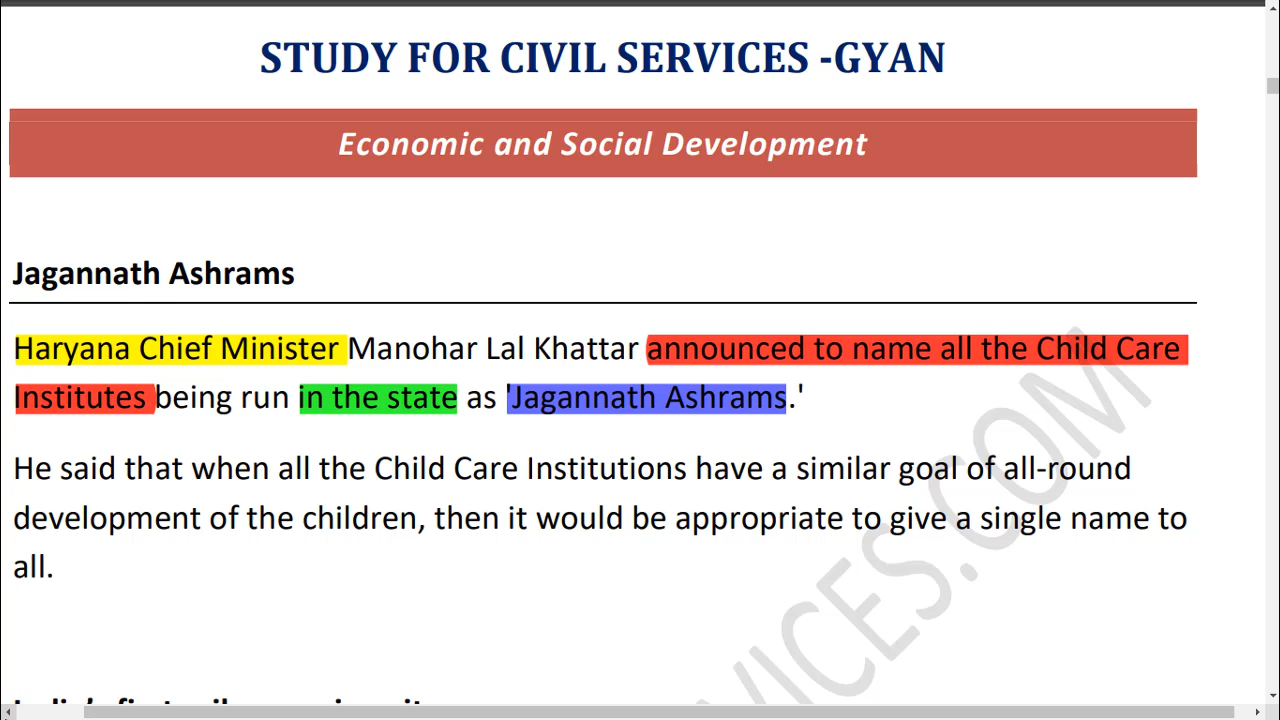 STUDY FOR CIVIL SERVICES -GYAN
Economic and Social Development
Jagannath Ashrams
Haryana Chief Minister Manohar Lal Khattar announced to name all the Child Care
Institutes being run in the state as 'Jagannath Ashrams.'
He said that when all the Child Care Institutions have a similar goal of all-round
development of the children, then it would be appropriate to give a single name to
all.
VICES.COM